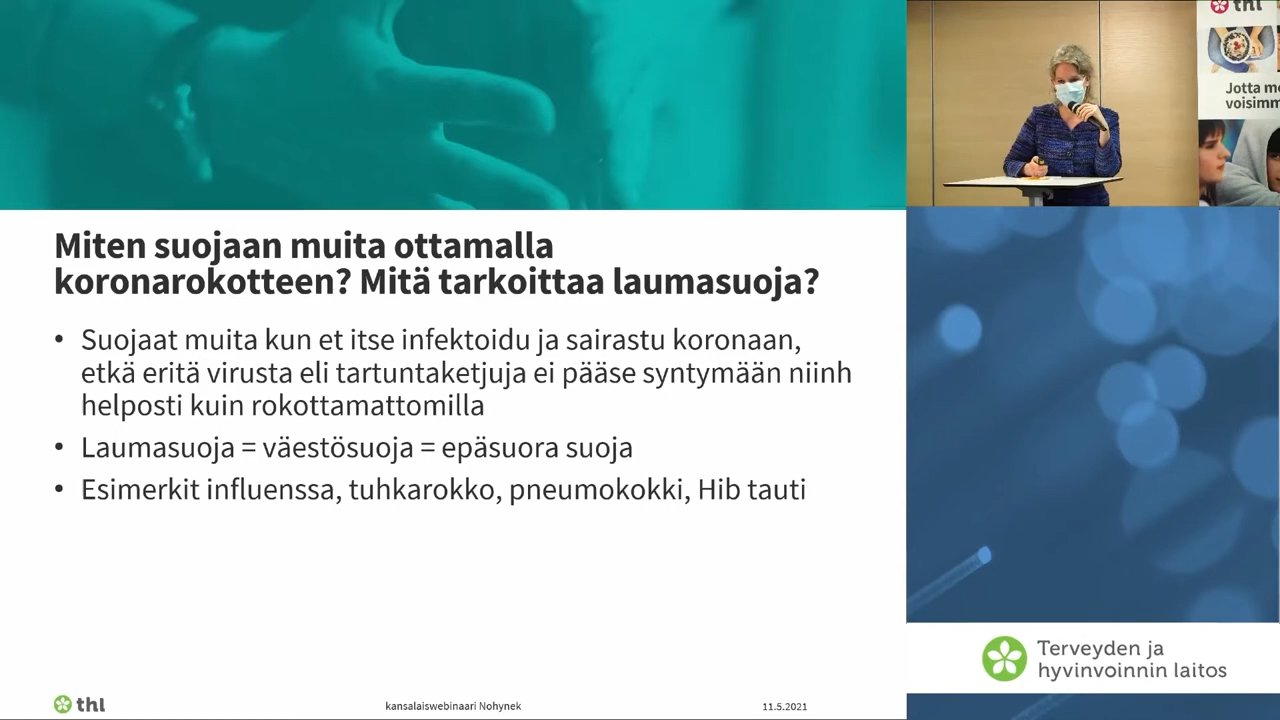 Miten suojaan muita ottamalla
koronarokotteen? Mitä tarkoittaa laumasuoja?
• Suojaat muita kun et itse infektoidu ja sairastu koronaan,
etkä eritä virusta eli tartuntaketjuja ei pääse syntymään niinh
helposti kuin rokottamattomilla
• Laumasuoja = väestösuoja = epäsuora suoja
• Esimerkit influenssa, tuhkarokko, pneumokokki, Hib tauti
thl
kansalaiswebinaari Nohynek
11.5.2021
thl
Jotta me
voisimm
Terveyden ja
hyvinvoinnin laitos